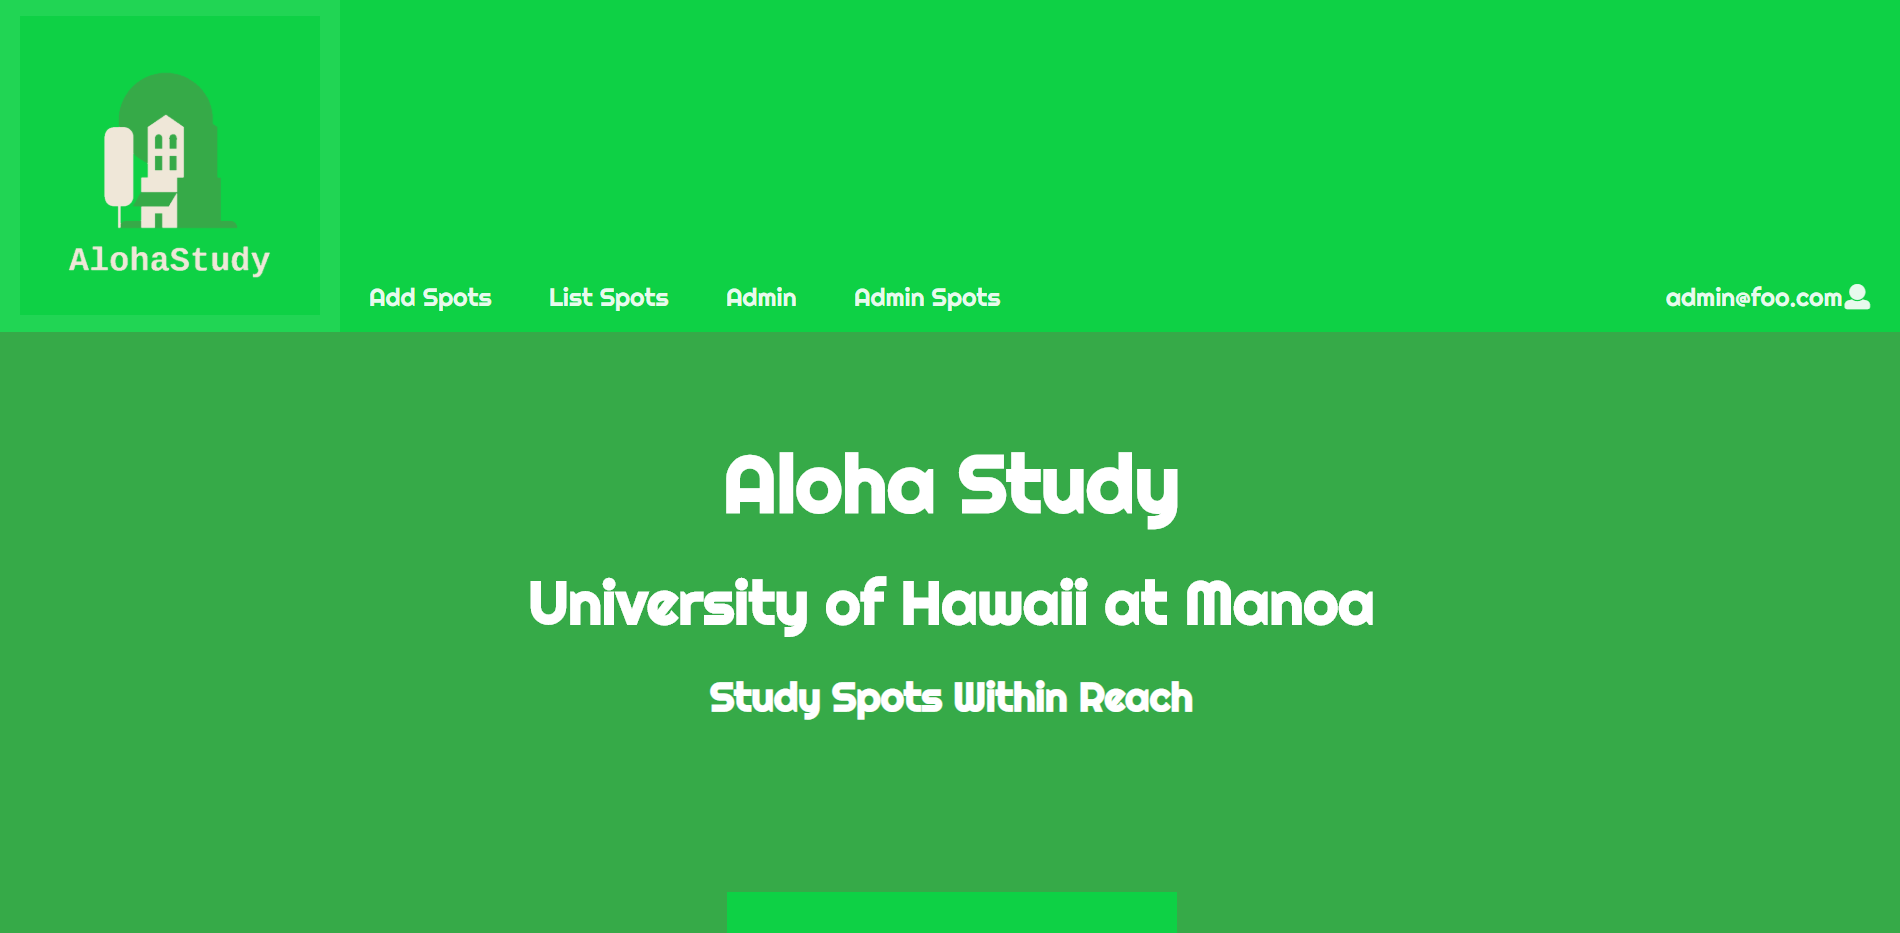 AlohaStudy
Add Spots List Spots Admin Admin Spots admin@foo.com
Aloha Study
University of Hawaii at Manoa
Study Spots Within Reach